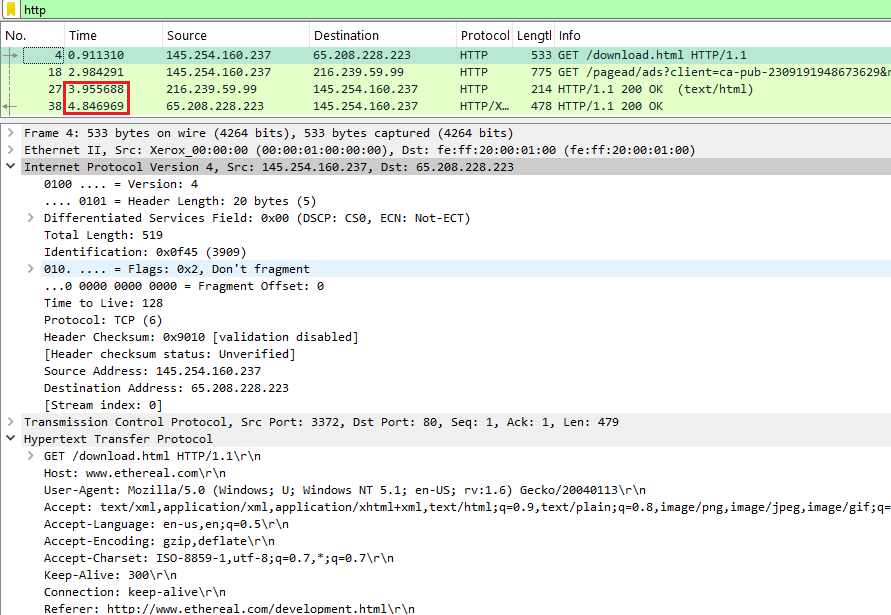 http
No. Time Source Destination Protocol Lengtl Info
4 0.911310 145.254.160.237 65.208.228.223 HTTP 533 GET /download.html HTTP/1.1
18 2.984291 145.254.160.237 216.239.59.99 HTTP 775 GET /pagead/ads?client=ca-pub-2309191948673629&
27 3.955688 216.239.59.99 145.254.160.237 HTTP 214 HTTP/1.1 200 OK (text/html)
38 4.846969 65.208.228.223 145.254.160.237 HTTP/X… 478 HTTP/1.1 200 OK
Frame 4: 533 bytes on wire (4264 bits), 533 bytes captured (4264 bits)
Ethernet II, Src: Xerox_00:00:00 (00:00:01:00:00:00), Dst: fe:ff:20:00:01:00 (fe:ff:20:00:01:00)
Internet Protocol Version 4, Src: 145.254.160.237, Dst: 65.208.228.223
0100 .... = Version: 4
.... 0101 = Header Length: 20 bytes (5)
Differentiated Services Field: 0x00 (DSCP: CS0, ECN: Not-ECT)
Total Length: 519
Identification: 0x0f45 (3909)
010. .... = Flags: 0x2, Don't fragment
...0 0000 0000 0000 = Fragment Offset: 0
Time to Live: 128
Protocol: TCP (6)
Header Checksum: 0x9010 [validation disabled]
[Header checksum status: Unverified]
Source Address: 145.254.160.237
Destination Address: 65.208.228.223
[Stream index: 0]
Transmission Control Protocol, Src Port: 3372, Dst Port: 80, Seq: 1, Ack: 1, Len: 479
Hypertext Transfer Protocol
GET /download.html HTTP/1.1\r\n
Host: www.ethereal.com\r\n
User-Agent: Mozilla/5.0 (Windows; U; Windows NT 5.1; en-US; rv:1.6) Gecko/20040113\r\n
Accept: text/xml,application/xml,application/xhtml+xml,text/html;q=0.9,text/plain;q=0.8,image/png,image/jpeg,image/gif;q=
Accept-Language: en-us,en;q=0.5\r\n
Accept-Encoding: gzip,deflate\r\n
Accept-Charset: ISO-8859-1,utf-8;q=0.7,*;q=0.7\r\n
Keep-Alive: 300\r\n
Connection: keep-alive\r\n
Referer: http://www.ethereal.com/development.html\r\n